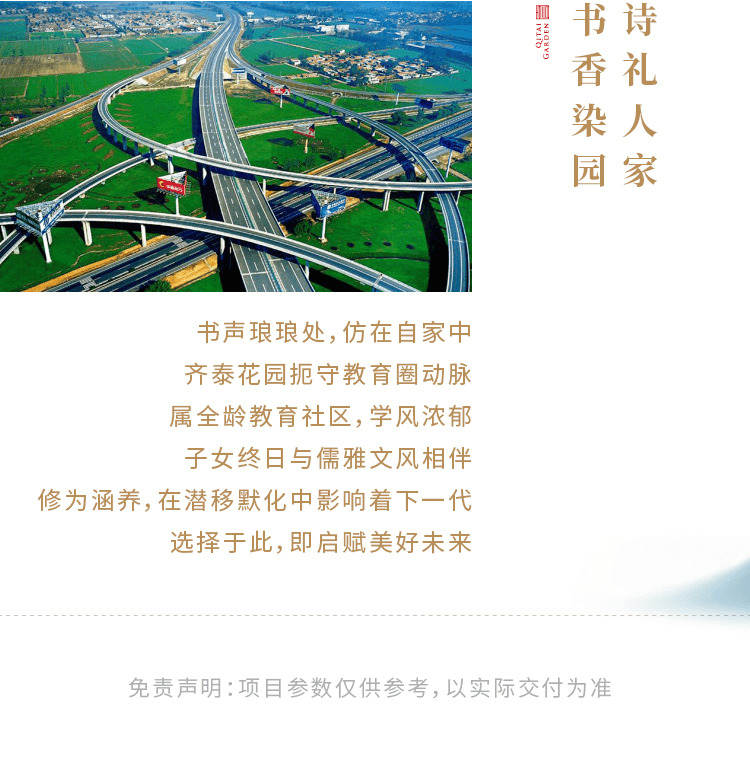 诗礼人家
书香染园
QITAI
GARDEN
书声琅琅处,仿在自家中
齐泰花园扼守教育圈动脉
属全龄教育社区,学风浓郁
子女终日与儒雅文风相伴
修为涵养,在潜移默化中影响着下一代
选择于此,即启赋美好未来
免责声明:项目参数仅供参考,以实际交付为准